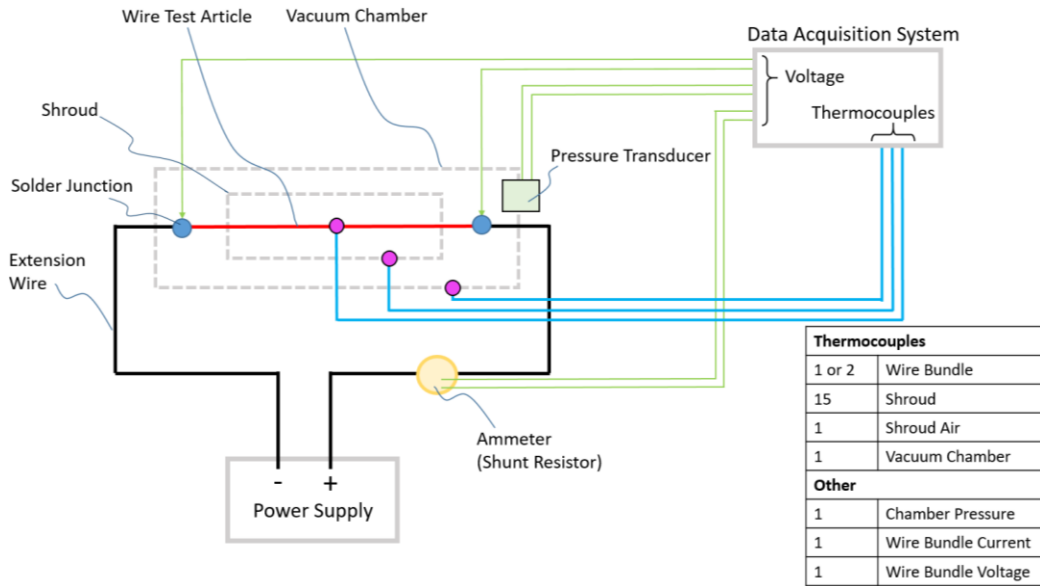 Wire Test Article
Vacuum Chamber
Data Acquisition System
Voltage
Thermocouples
Shroud
Pressure Transducer
Solder Junction
Extension
Wire
Ammeter
(Shunt Resistor)
- +
Power Supply
Thermocouples
1 or 2 Wire Bundle
15 Shroud
1 Shroud Air
1 Vacuum Chamber
Other
1 Chamber Pressure
1 Wire Bundle Current
1 Wire Bundle Voltage